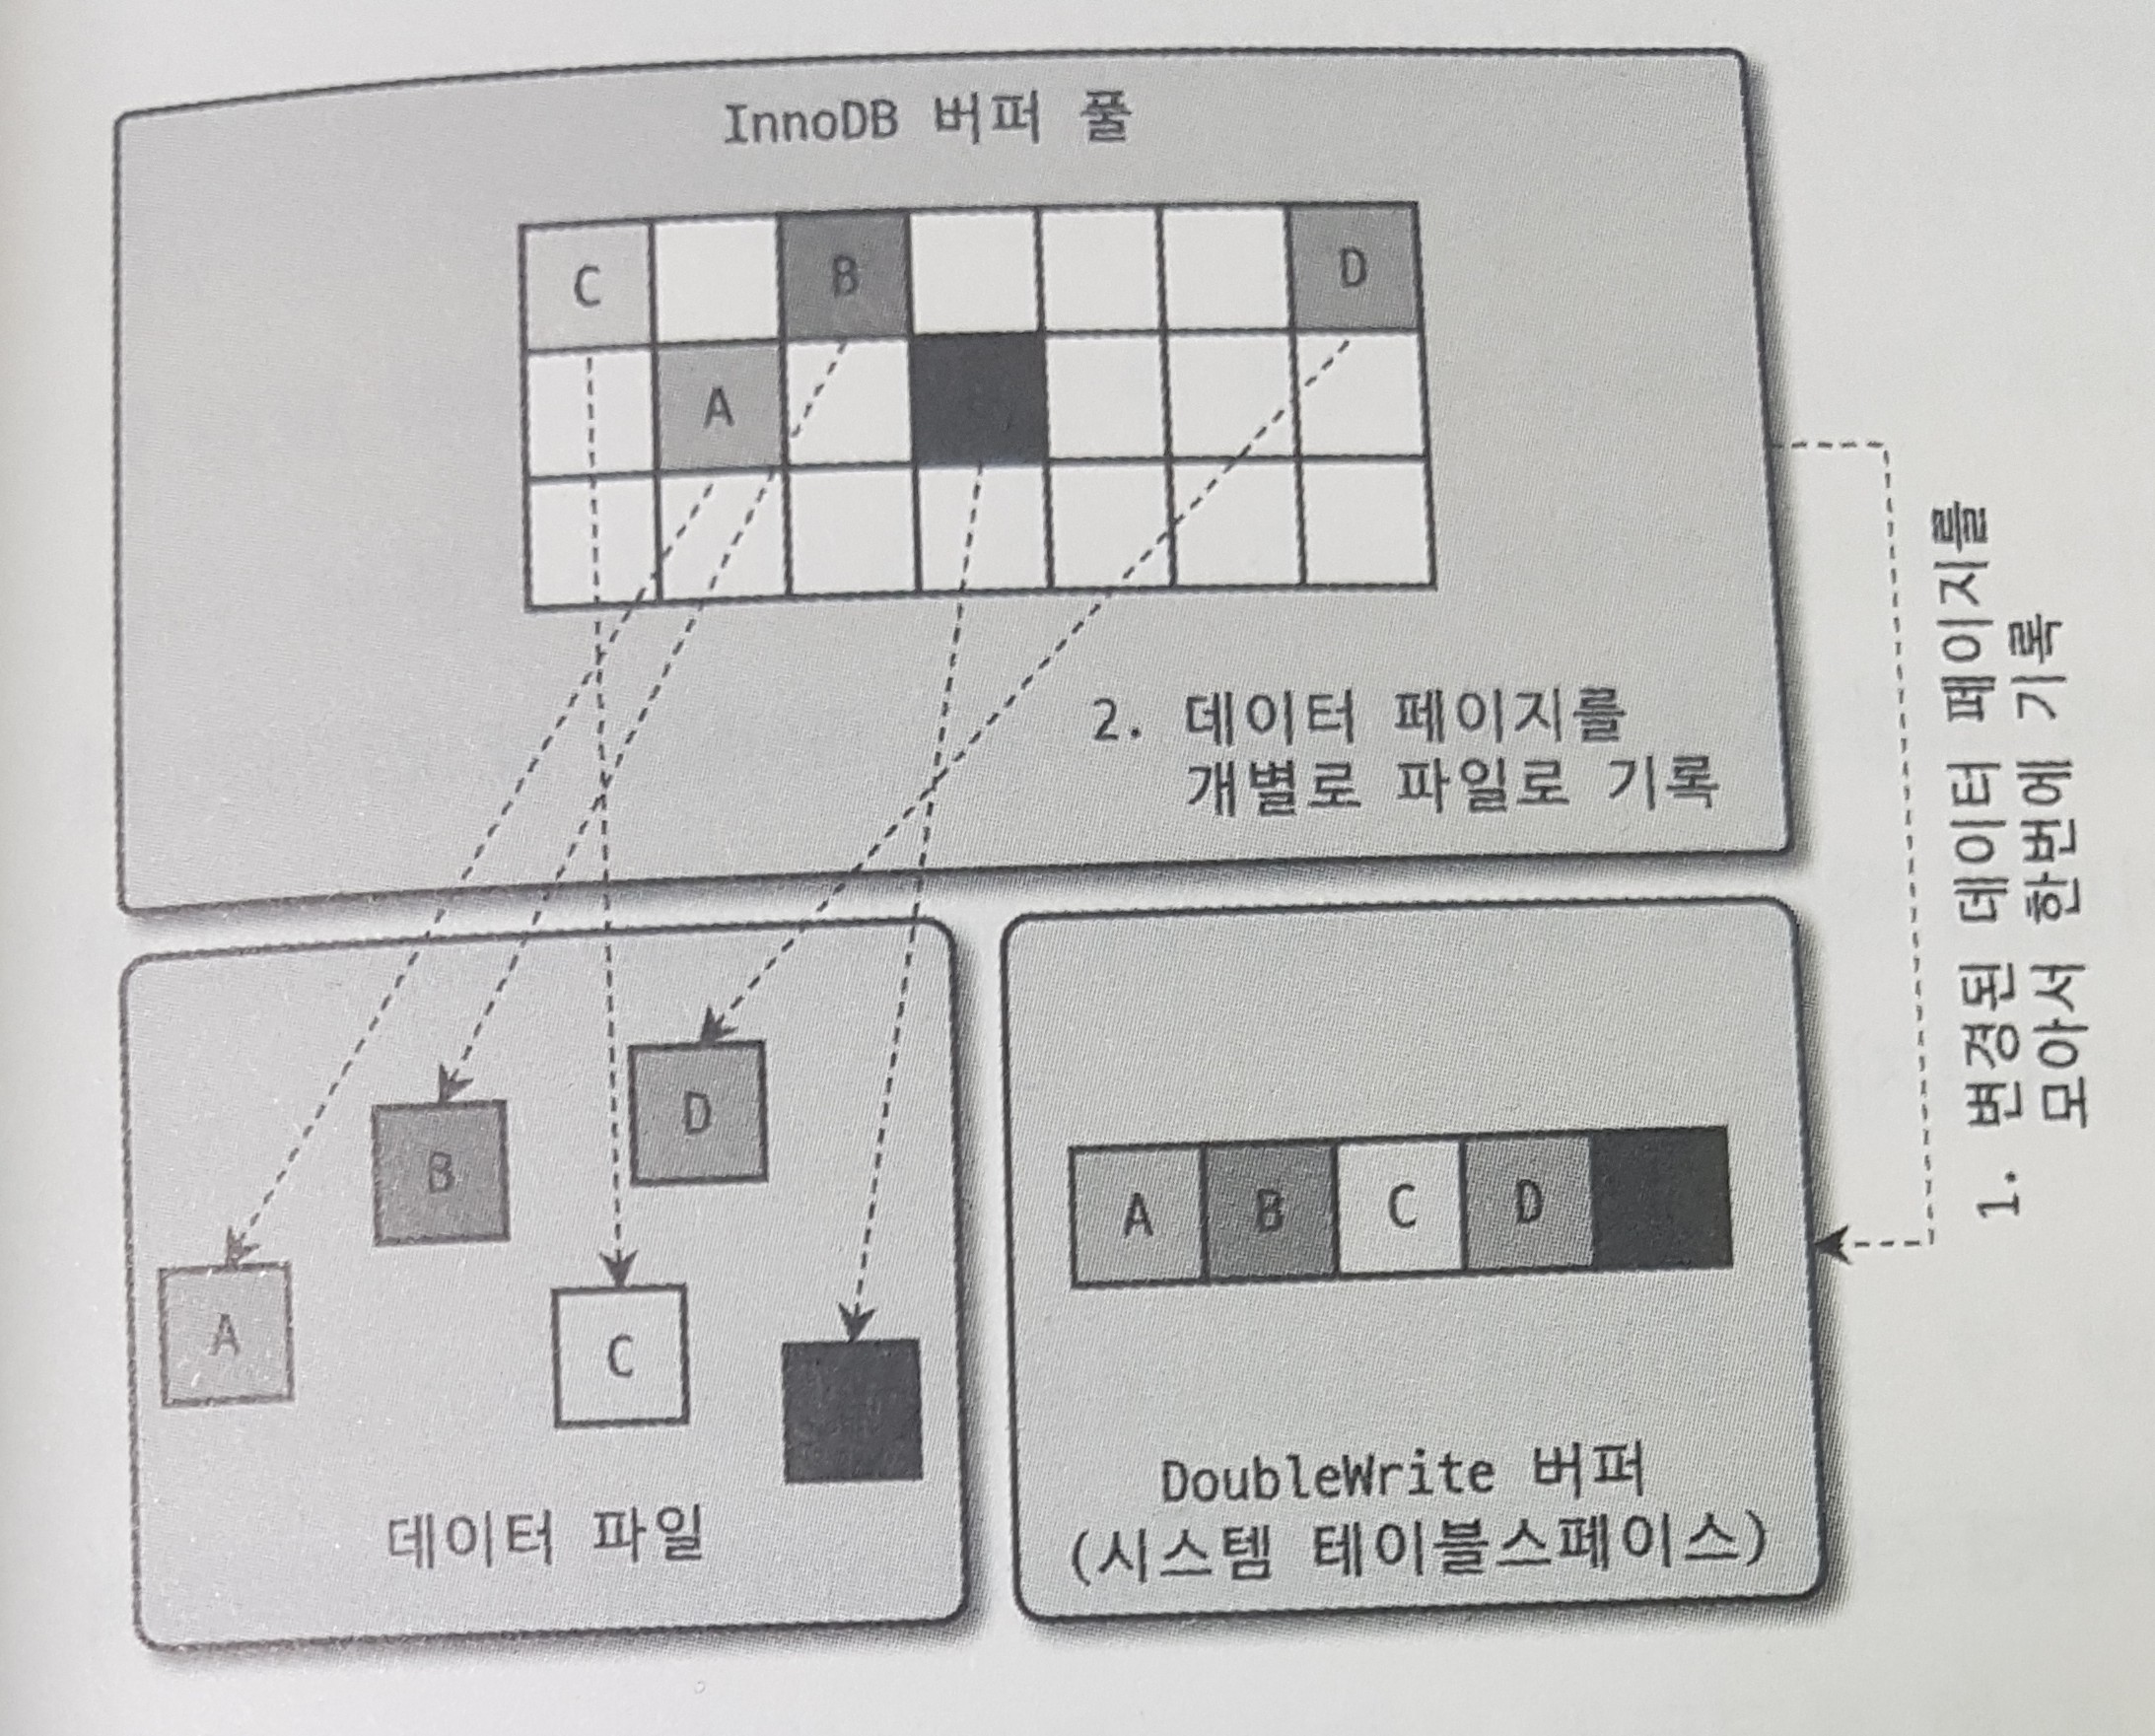 InnoDB 버퍼 풀
C
B
D
A
2. 데이터 페이지를
개별로 파일로 기록
1. 변경된 데이터 페이지를
모아서 한번에 기록
D
B
A
C
데이터 파일
A B C D
DoubleWrite 버퍼
(시스템 테이블스페이스)